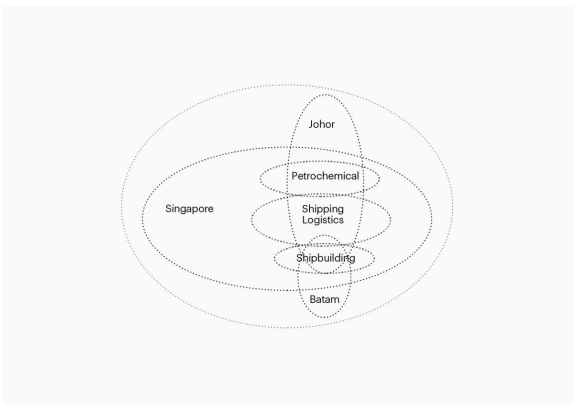 Johor
Petrochemical
Singapore
Shipping
Logistics
Shipbuilding
Batam